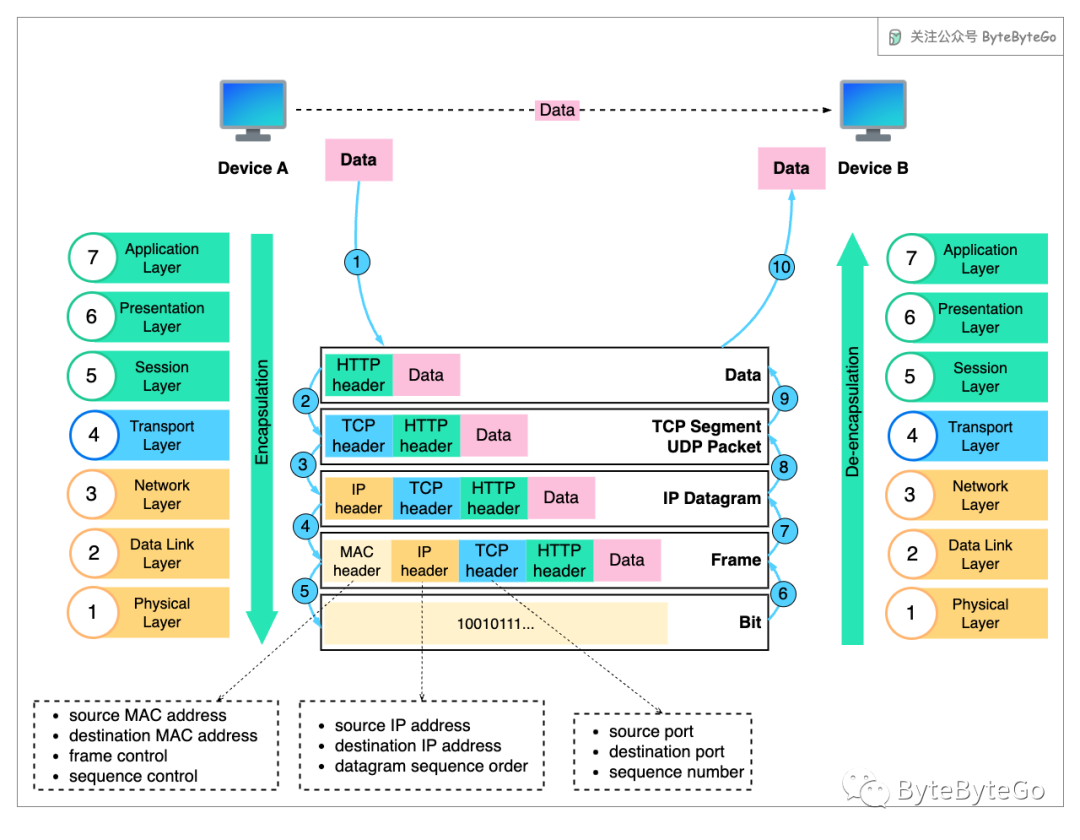 关注公众号 ByteByteGo
Data
Device A
Data
Data
Device B
7
Application
Layer
6
Presentation
Layer
5
Session
Layer
4
Transport
Layer
3
Network
Layer
2
Data Link
Layer
1
Physical
Layer
Encapsulation
1
10
HTTP
header
Data
Data
2
9
TCP
header
HTTP
header
Data
TCP Segment
UDP Packet
3
8
IP
header
TCP
header
HTTP
header
Data
IP Datagram
4
7
MAC
header
IP
header
TCP
header
HTTP
header
Data
Frame
5
6
10010111...
Bit
De-encapsulation
7
Application
Layer
6
Presentation
Layer
5
Session
Layer
4
Transport
Layer
3
Network
Layer
2
Data Link
Layer
1
Physical
Layer
• source MAC address
• destination MAC address
• frame control
• sequence control
• source IP address
• destination IP address
• datagram sequence order
• source port
• destination port
• sequence number
ByteByteGo